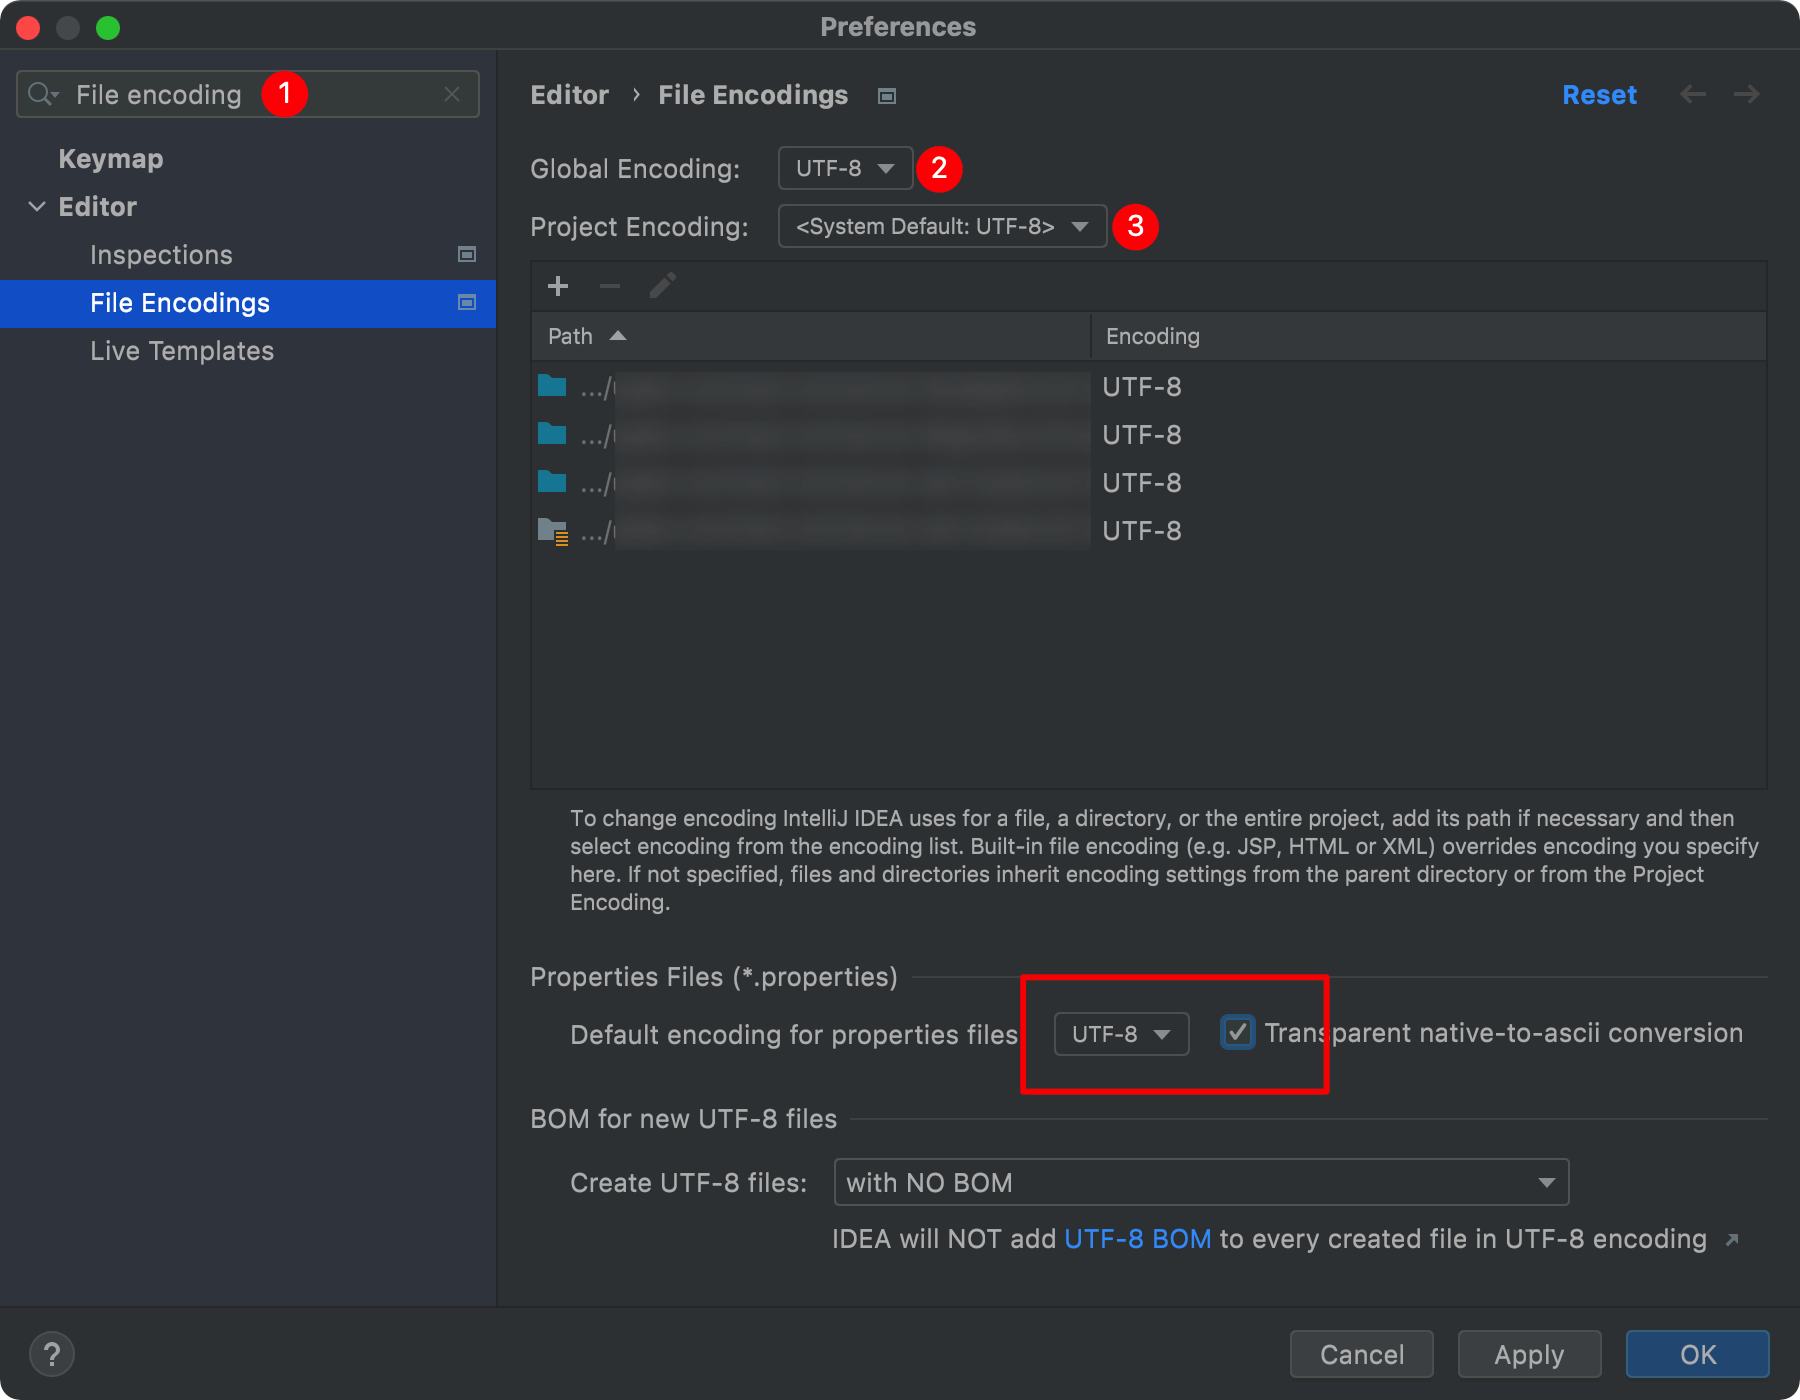 Preferences
File encoding 1
Keymap
Editor
Inspections
File Encodings
Live Templates
Editor › File Encodings
Reset
Global Encoding: UTF-8 2
Project Encoding: <System Default: UTF-8> 3
Path Encoding
.../ UTF-8
.../ UTF-8
.../ UTF-8
.../ UTF-8
To change encoding IntelliJ IDEA uses for a file, a directory, or the entire project, add its path if necessary and then
select encoding from the encoding list. Built-in file encoding (e.g. JSP, HTML or XML) overrides encoding you specify
here. If not specified, files and directories inherit encoding settings from the parent directory or from the Project
Encoding.
Properties Files (*.properties)
Default encoding for properties files UTF-8 Transparent native-to-ascii conversion
BOM for new UTF-8 files
Create UTF-8 files: with NO BOM
IDEA will NOT add UTF-8 BOM to every created file in UTF-8 encoding ↗
? Cancel Apply OK